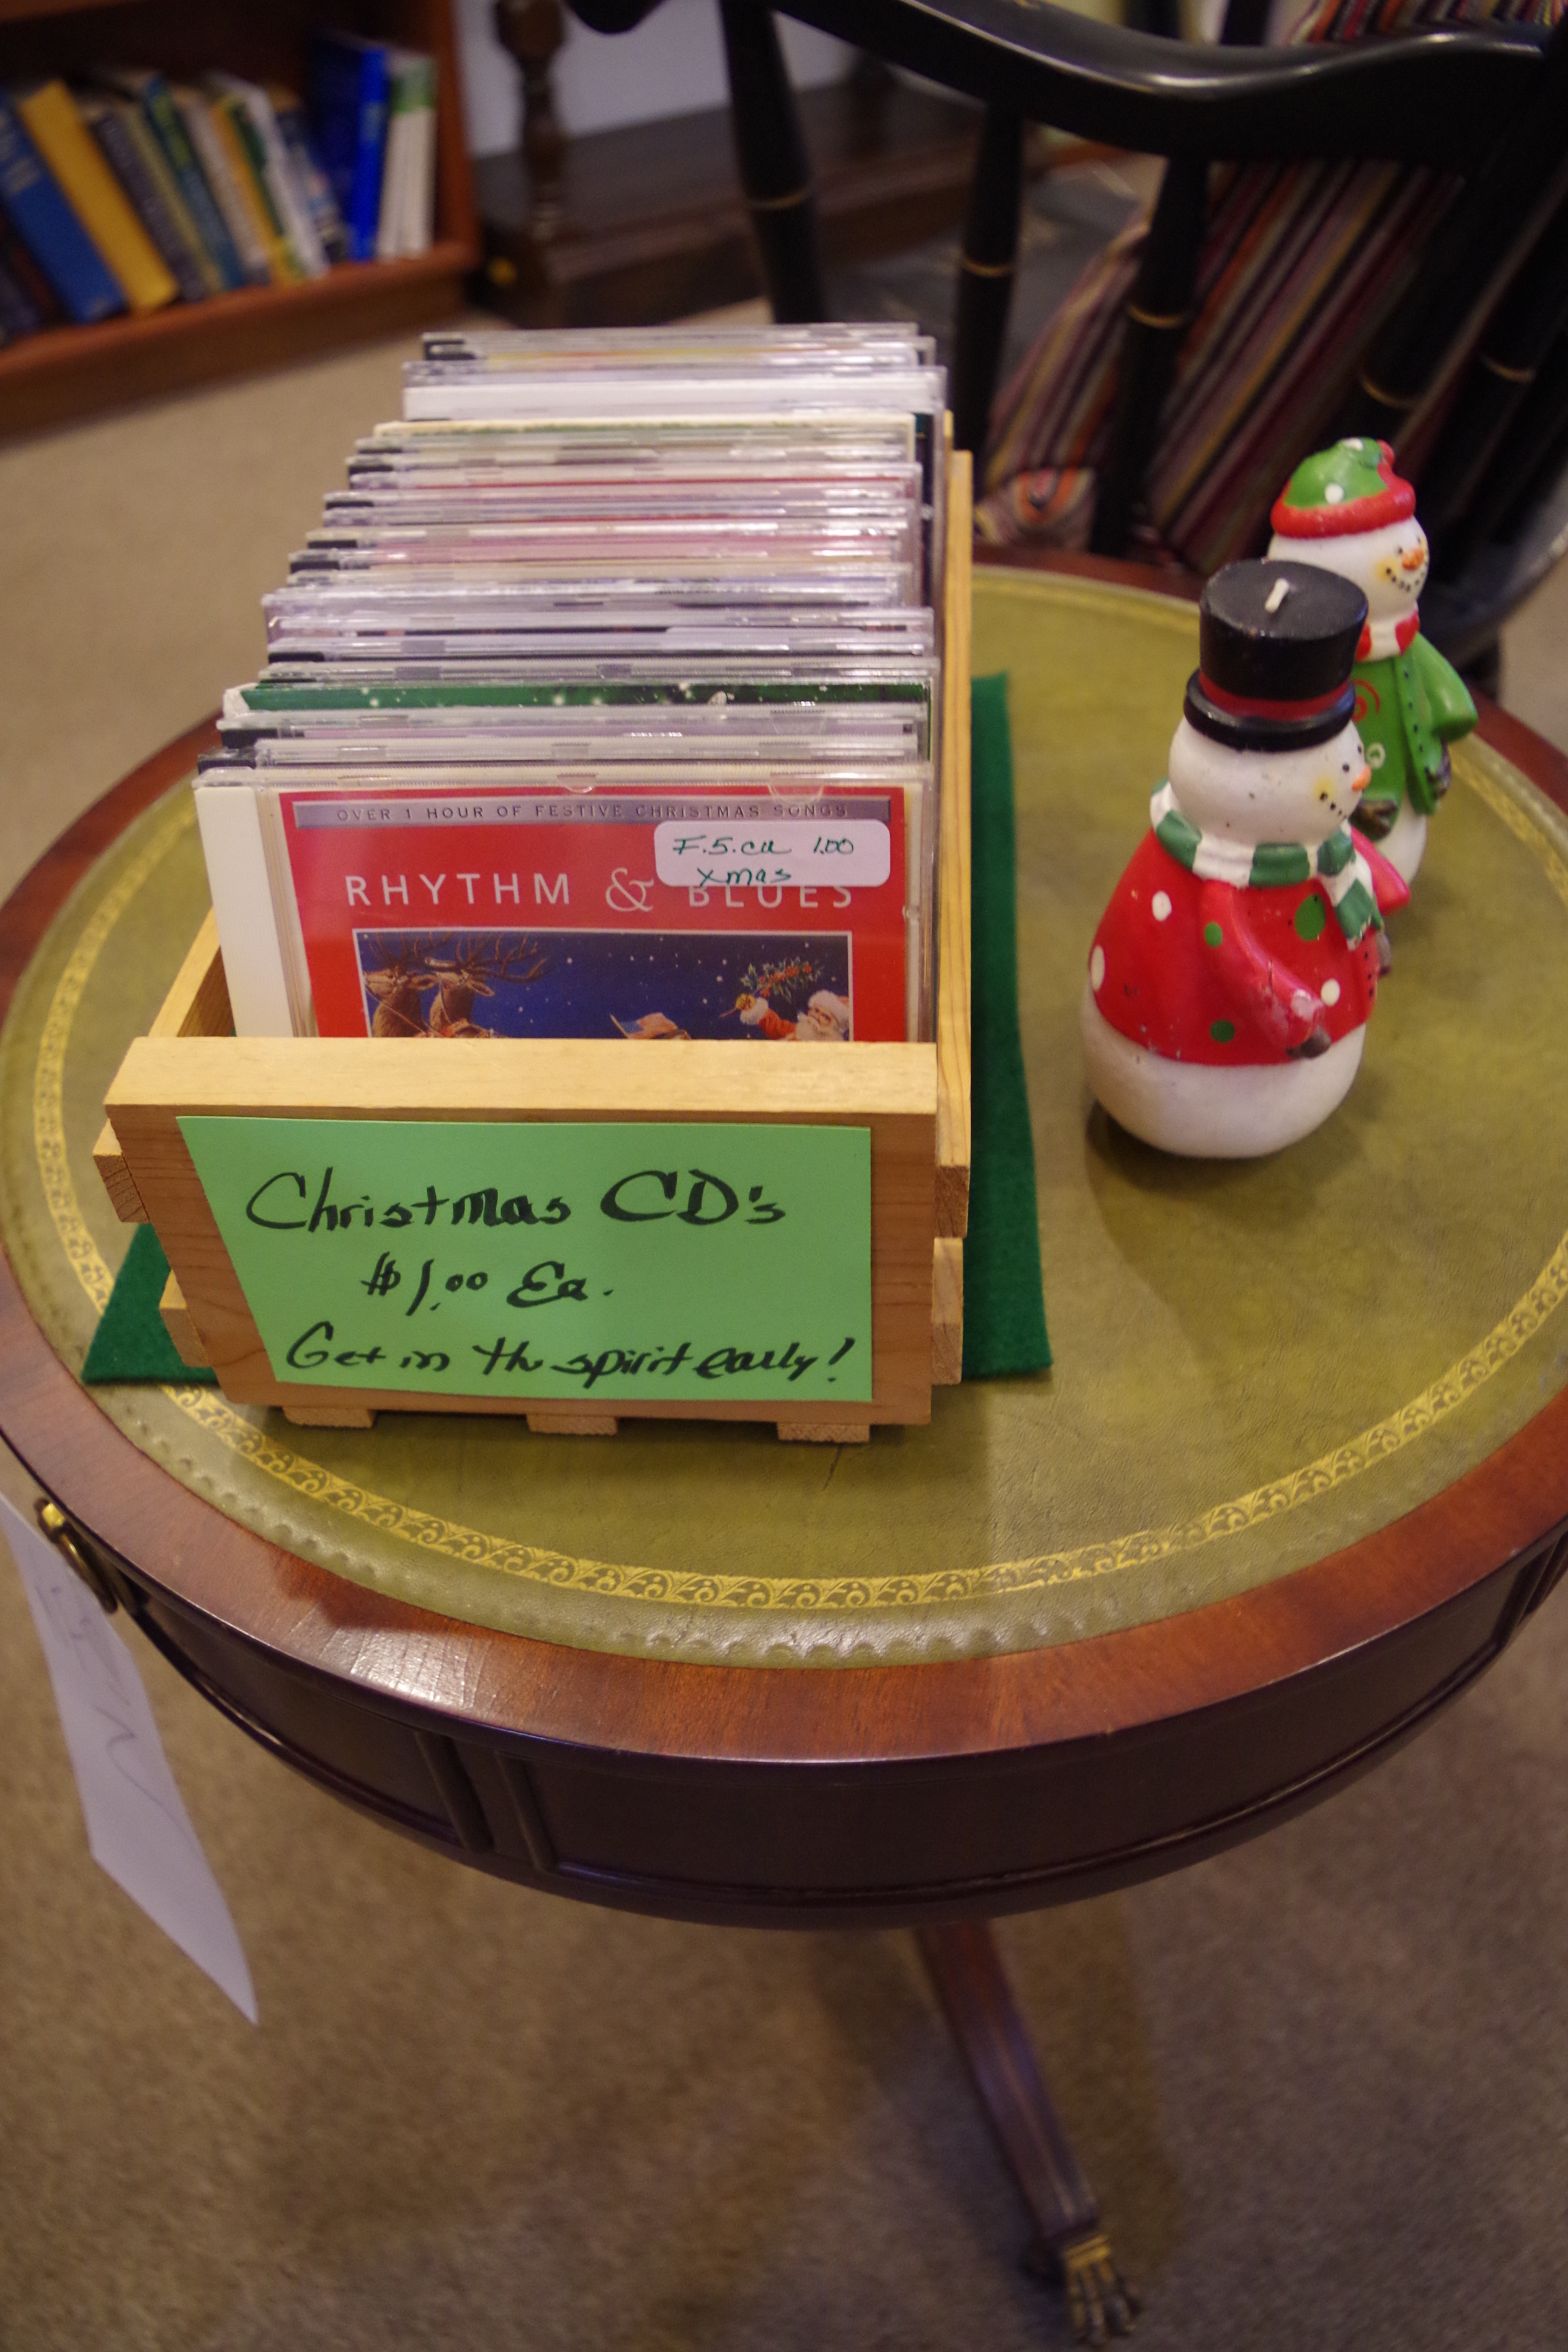 OVER 1 HOUR OF FESTIVE CHRISTMAS SONGS
F.S.CD 1.00
xmas
RHYTHM & BLUES
Christmas CD's
$1.00 Ea.
Get in the spirit early!